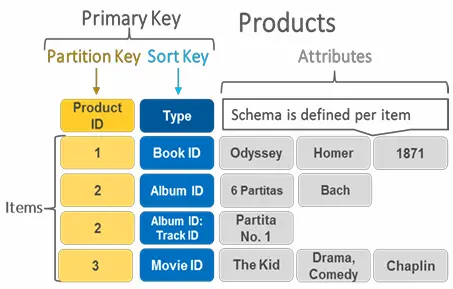 Primary Key
Products
Partition Key Sort Key
Attributes
Product
ID
Type
Schema is defined per item
Items
1
Book ID
Odyssey
Homer
1871
2
Album ID
6 Partitas
Bach
2
Album ID:
Track ID
Partita
No. 1
3
Movie ID
The Kid
Drama,
Comedy
Chaplin